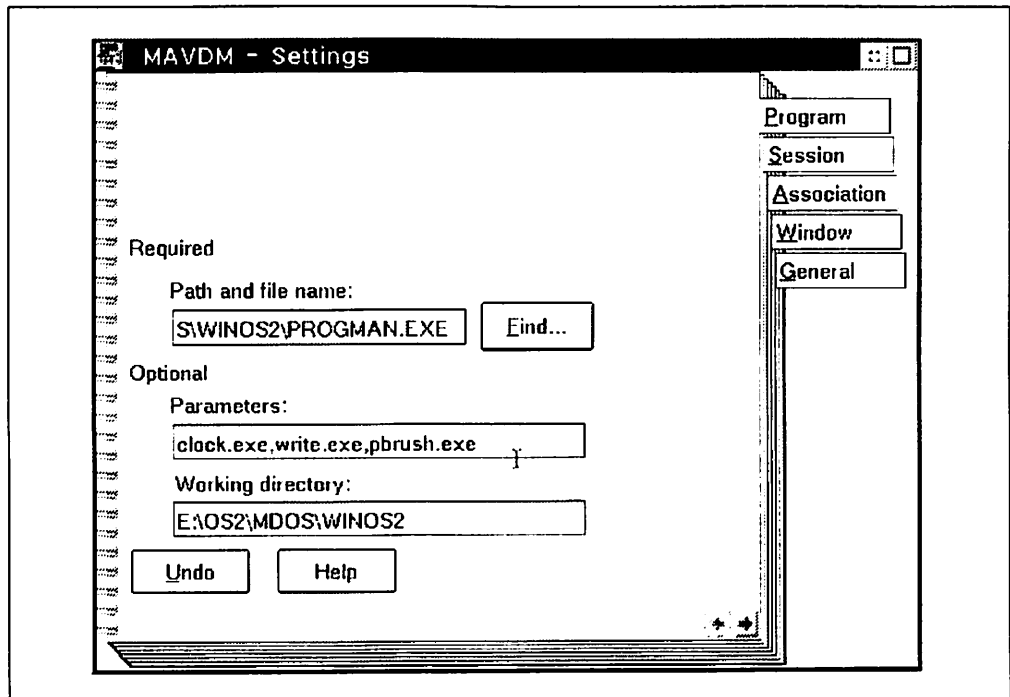 MAVDM - Settings
Program
Session
Association
Window
General
Required
Path and file name:
S\WINOS2\PROGMAN.EXE
Find...
Optional
Parameters:
clock.exe,write.exe,pbrush.exe
Working directory:
E:\OS2\MDOS\WINOS2
Undo
Help